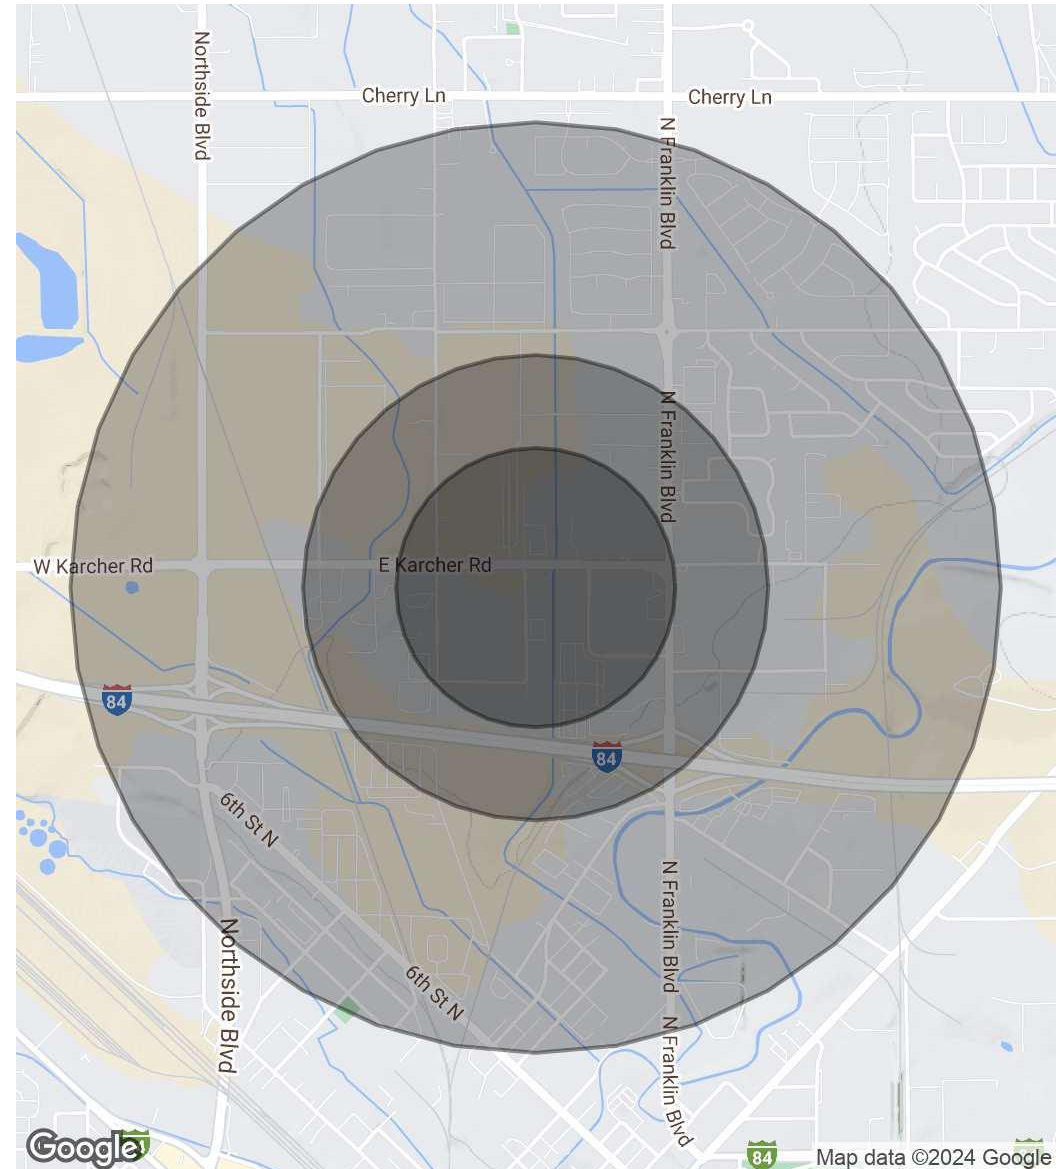 Northside Blvd
Cherry Ln
Cherry Ln
N Franklin Blvd
N Franklin Blvd
W Karcher Rd
E Karcher Rd
84
84
6th St N
N Franklin Blvd
Northside Blvd
6th St N
N Franklin Blvd
Google
84
Map data ©2024 Google